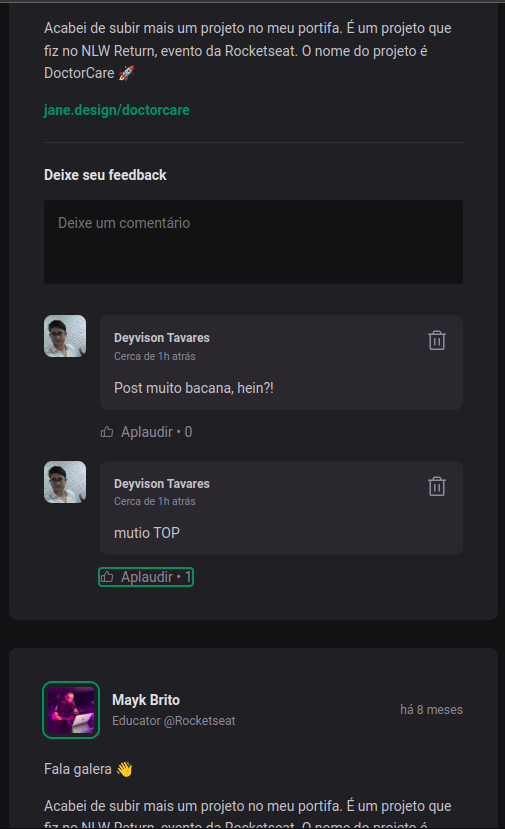 Acabei de subir mais um projeto no meu portifa. É um projeto que
fiz no NLW Return, evento da Rocketseat. O nome do projeto é
DoctorCare 🚀
jane.design/doctorcare
Deixe seu feedback
Deixe um comentário
Deyvison Tavares
Cerca de 1h atrás
Post muito bacana, hein?!
Aplaudir • 0
Deyvison Tavares
Cerca de 1h atrás
mutio TOP
Aplaudir • 1
Mayk Brito
Educator @Rocketseat
há 8 meses
Fala galera 👋
Acabei de subir mais um projeto no meu portifa. É um projeto que
fiz no NLW Return, evento da Rocketseat. O nome do projeto é